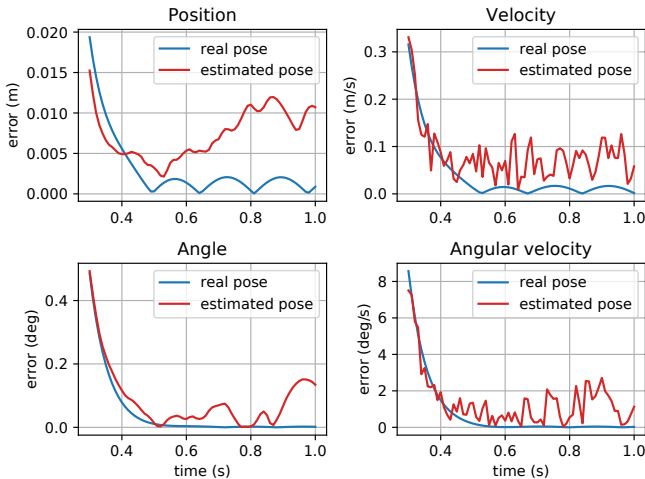 Position
Velocity
0.020
0.015
0.010
0.005
0.000
error (m)
real pose
estimated pose
0.4
0.6
0.8
1.0
0.3
0.2
0.1
0.0
error (m/s)
real pose
estimated pose
0.4
0.6
0.8
1.0
Angle
Angular velocity
0.4
0.2
0.0
error (deg)
real pose
estimated pose
0.4
0.6
0.8
1.0
time (s)
8
6
4
2
0
error (deg/s)
real pose
estimated pose
0.4
0.6
0.8
1.0
time (s)